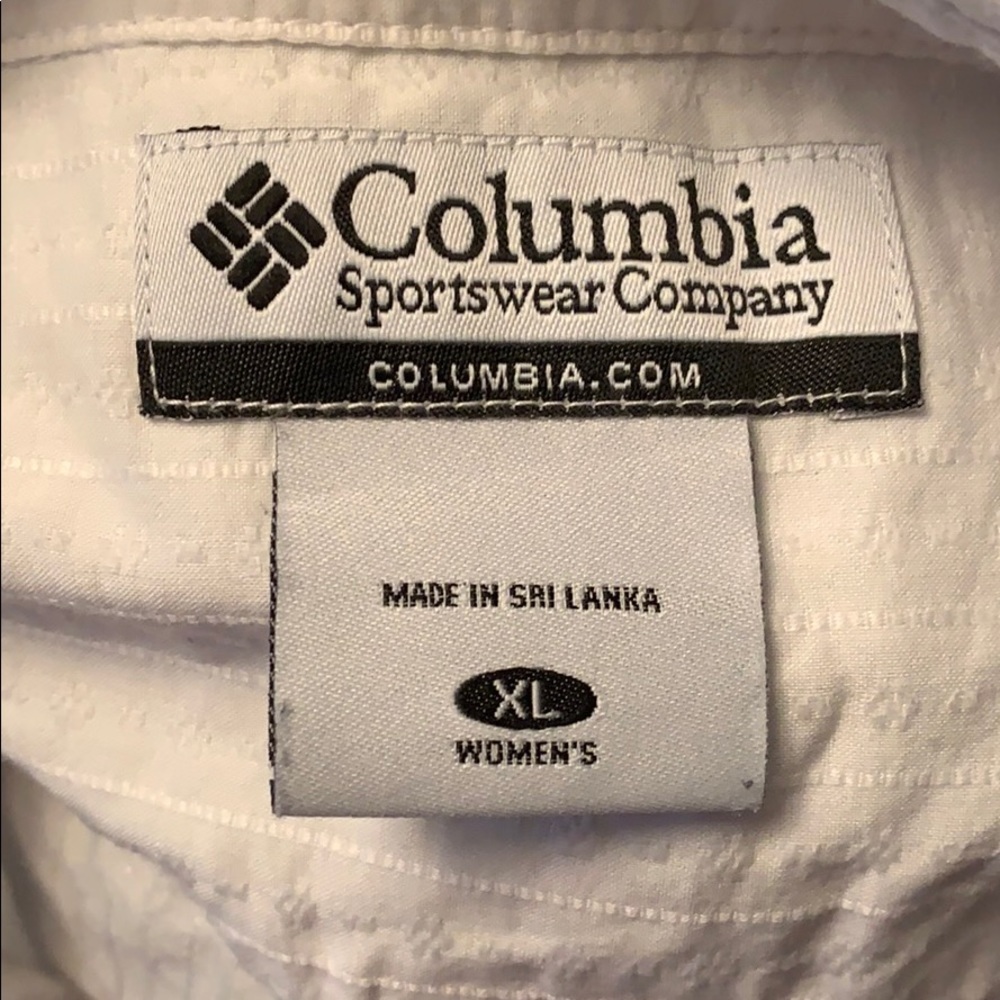 Columbia
Sportswear Company
COLUMBIA.COM
MADE IN SRI LANKA
XL
WOMEN'S